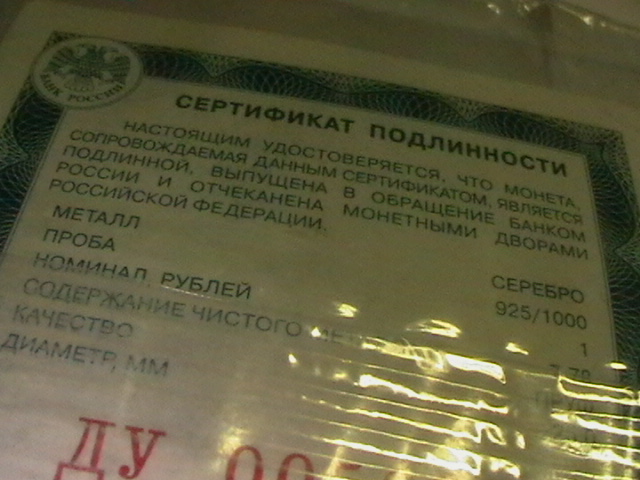 БАНК РОССИИ
СЕРТИФИКАТ ПОДЛИННОСТИ
НАСТОЯЩИМ УДОСТОВЕРЯЕТСЯ, ЧТО МОНЕТА,
СОПРОВОЖДАЕМАЯ ДАННЫМ СЕРТИФИКАТОМ, ЯВЛЯЕТСЯ
ПОДЛИННОЙ, ВЫПУЩЕНА В ОБРАЩЕНИЕ БАНКОМ
РОССИИ И ОТЧЕКАНЕНА МОНЕТНЫМИ ДВОРАМИ
РОССИЙСКОЙ ФЕДЕРАЦИИ.
МЕТАЛЛ СЕРЕБРО
ПРОБА 925/1000
НОМИНАЛ, РУБЛЕЙ 1
СОДЕРЖАНИЕ ЧИСТОГО
КАЧЕСТВО
ДИАМЕТР, ММ
ДУ